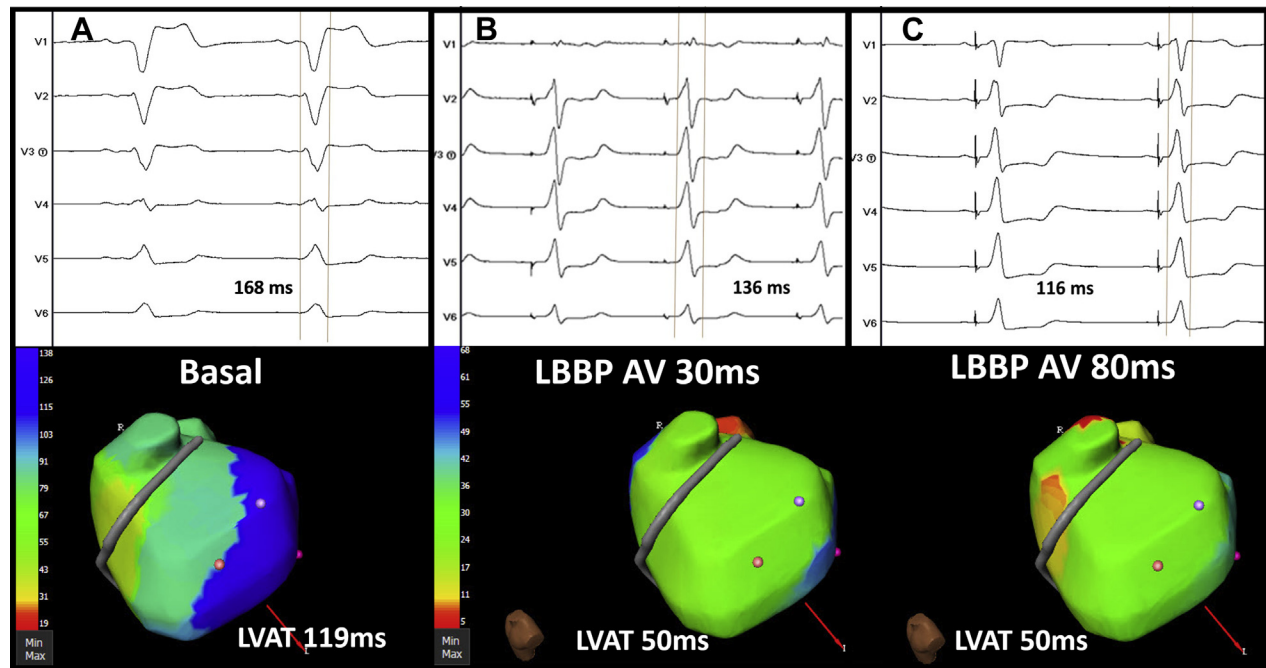 A
V1
V2
V3
V4
V5
V6
168 ms
B
V1
V2
V3
V4
V5
V6
136 ms
C
V1
V2
V3
V4
V5
V6
116 ms
Basal
138
126
115
103
91
79
67
55
43
31
19
Min
Max
R
L
LVAT 119ms
LBBP AV 30ms
68
61
55
49
42
36
30
24
17
11
5
Min
Max
R
L
LVAT 50ms
LBBP AV 80ms
R
L
LVAT 50ms